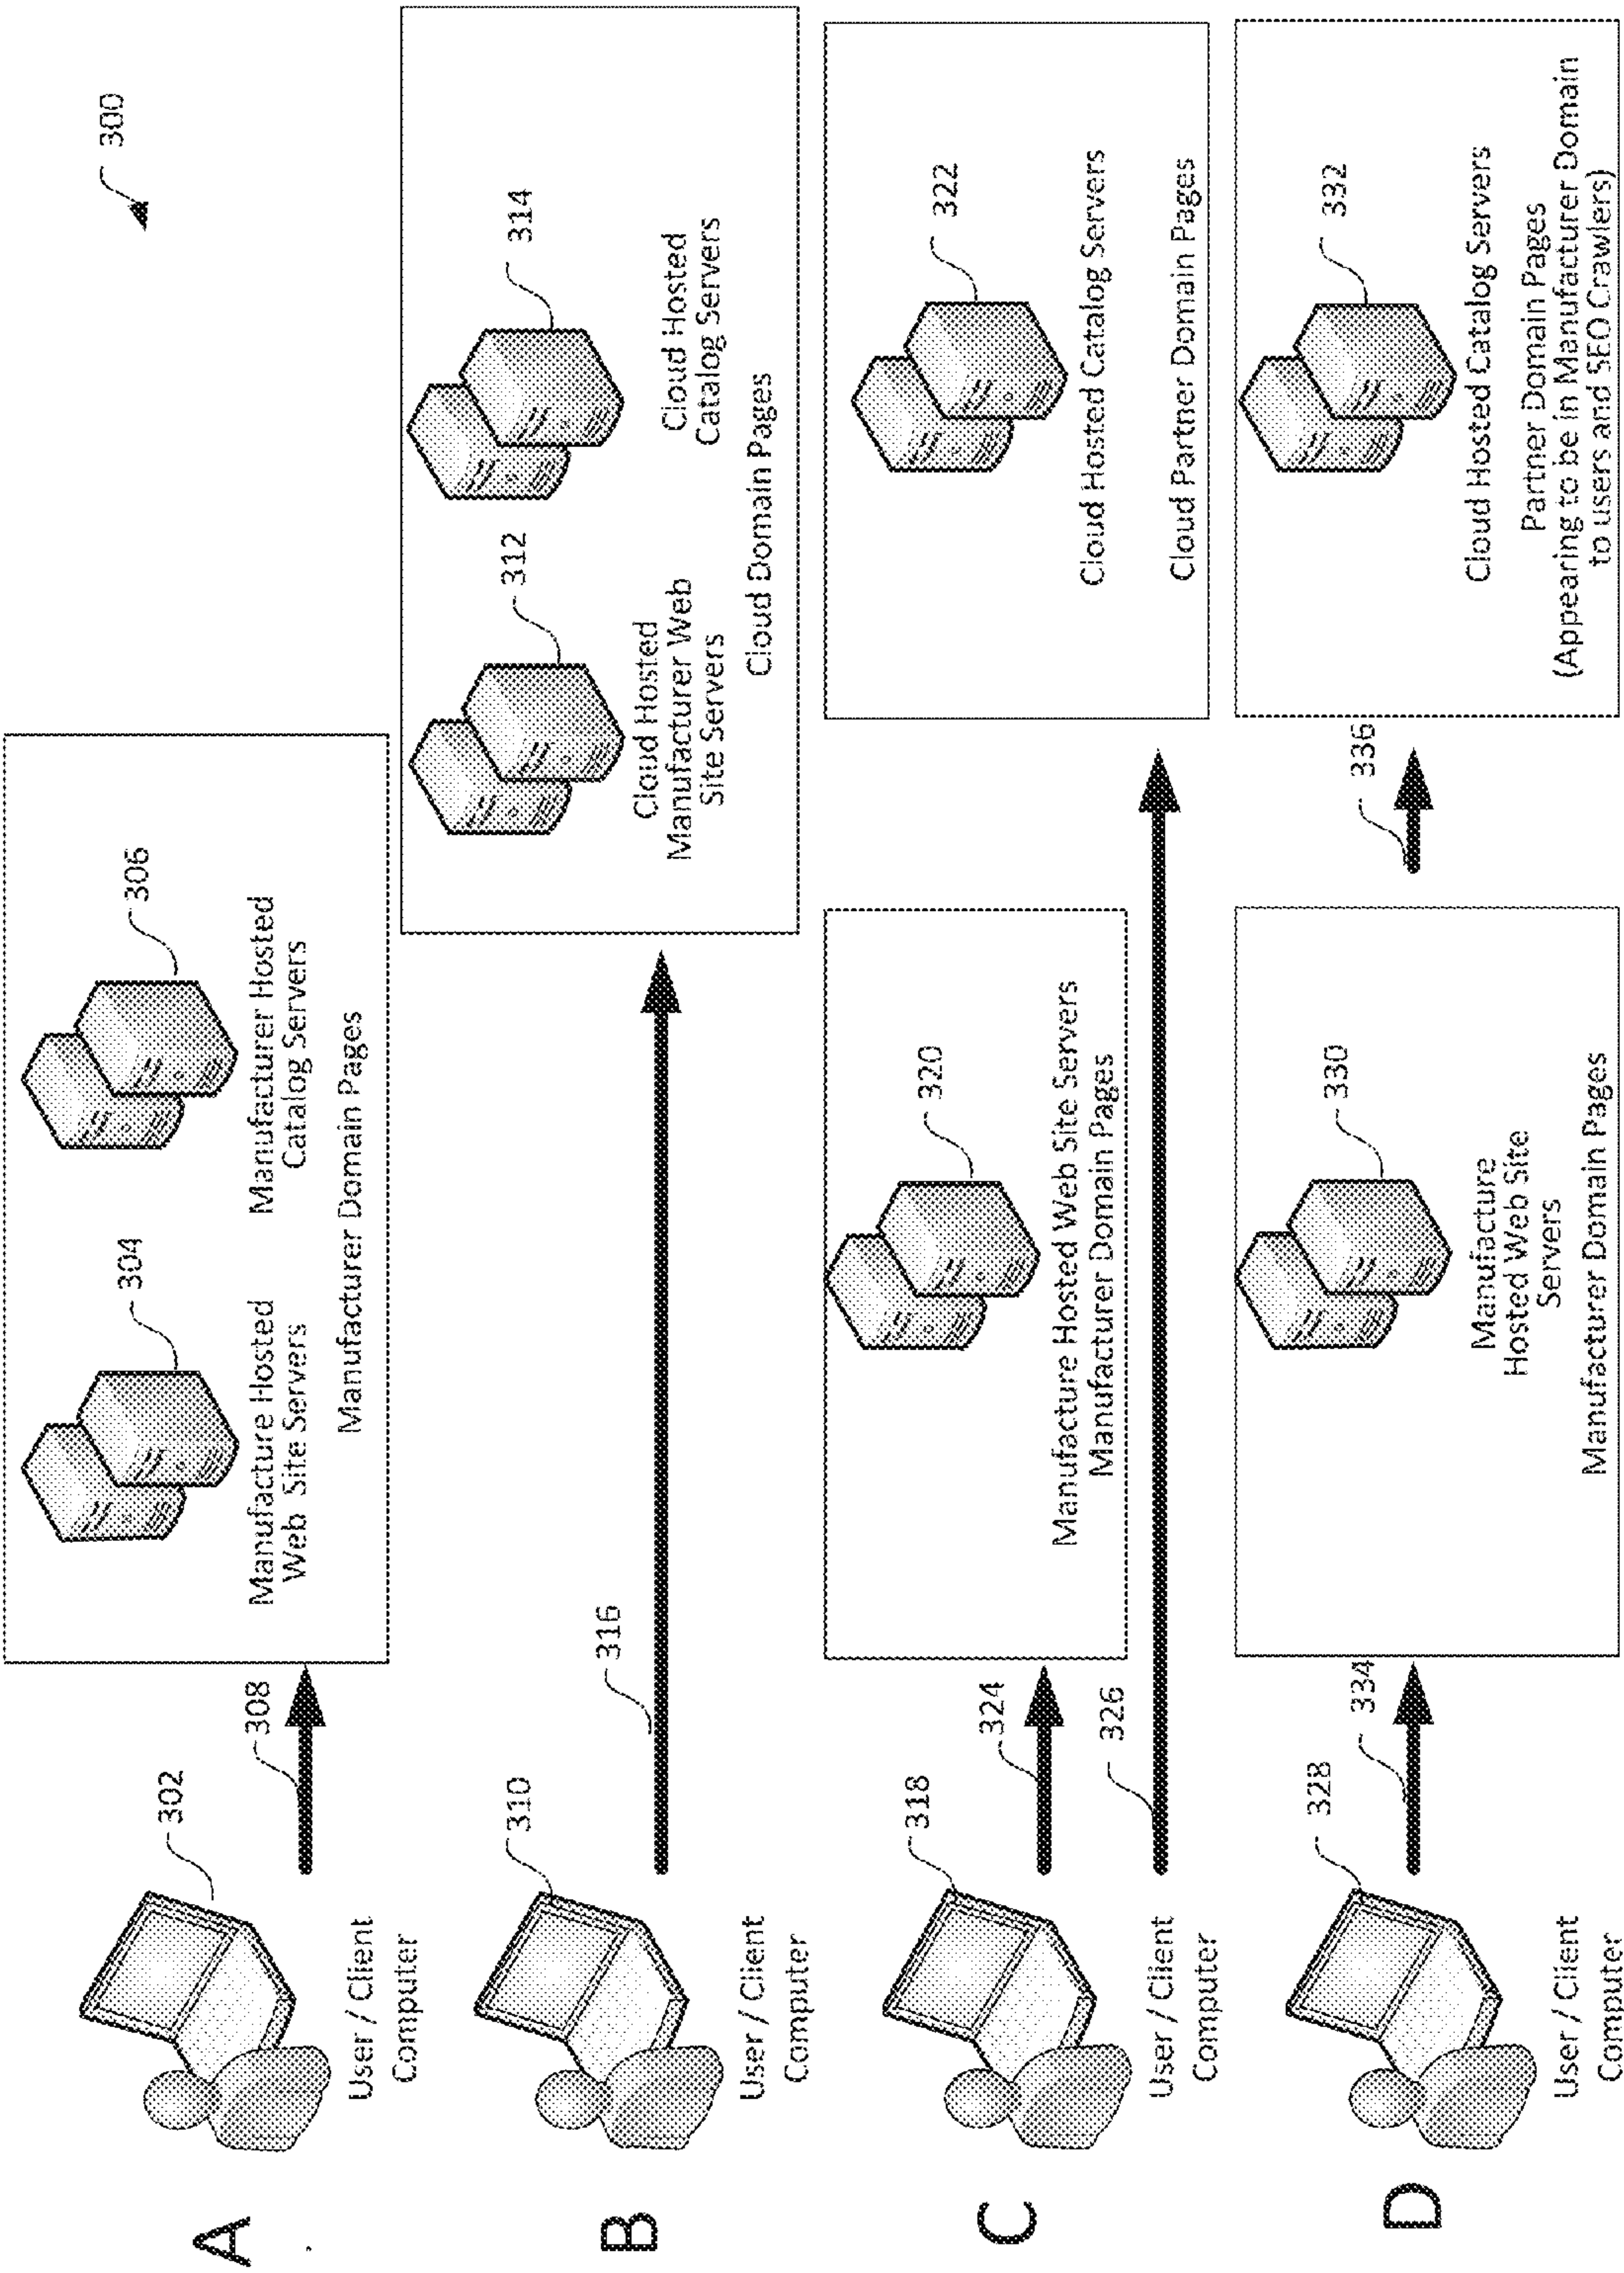 300
A
302
User / Client
Computer
308
304
Manufacture Hosted
Web Site Servers
306
Manufacturer Hosted
Catalog Servers
Manufacturer Domain Pages
B
310
User / Client
Computer
316
312
Cloud Hosted
Manufacturer Web
Site Servers
314
Cloud Hosted
Catalog Servers
Cloud Domain Pages
C
318
User / Client
Computer
324
326
320
Manufacture Hosted Web Site Servers
Manufacturer Domain Pages
322
Cloud Hosted Catalog Servers
Cloud Partner Domain Pages
D
328
User / Client
Computer
334
330
Manufacture
Hosted Web Site
Servers
Manufacturer Domain Pages
336
332
Cloud Hosted Catalog Servers
Partner Domain Pages
(Appearing to be in Manufacturer Domain
to users and SEO Crawlers)